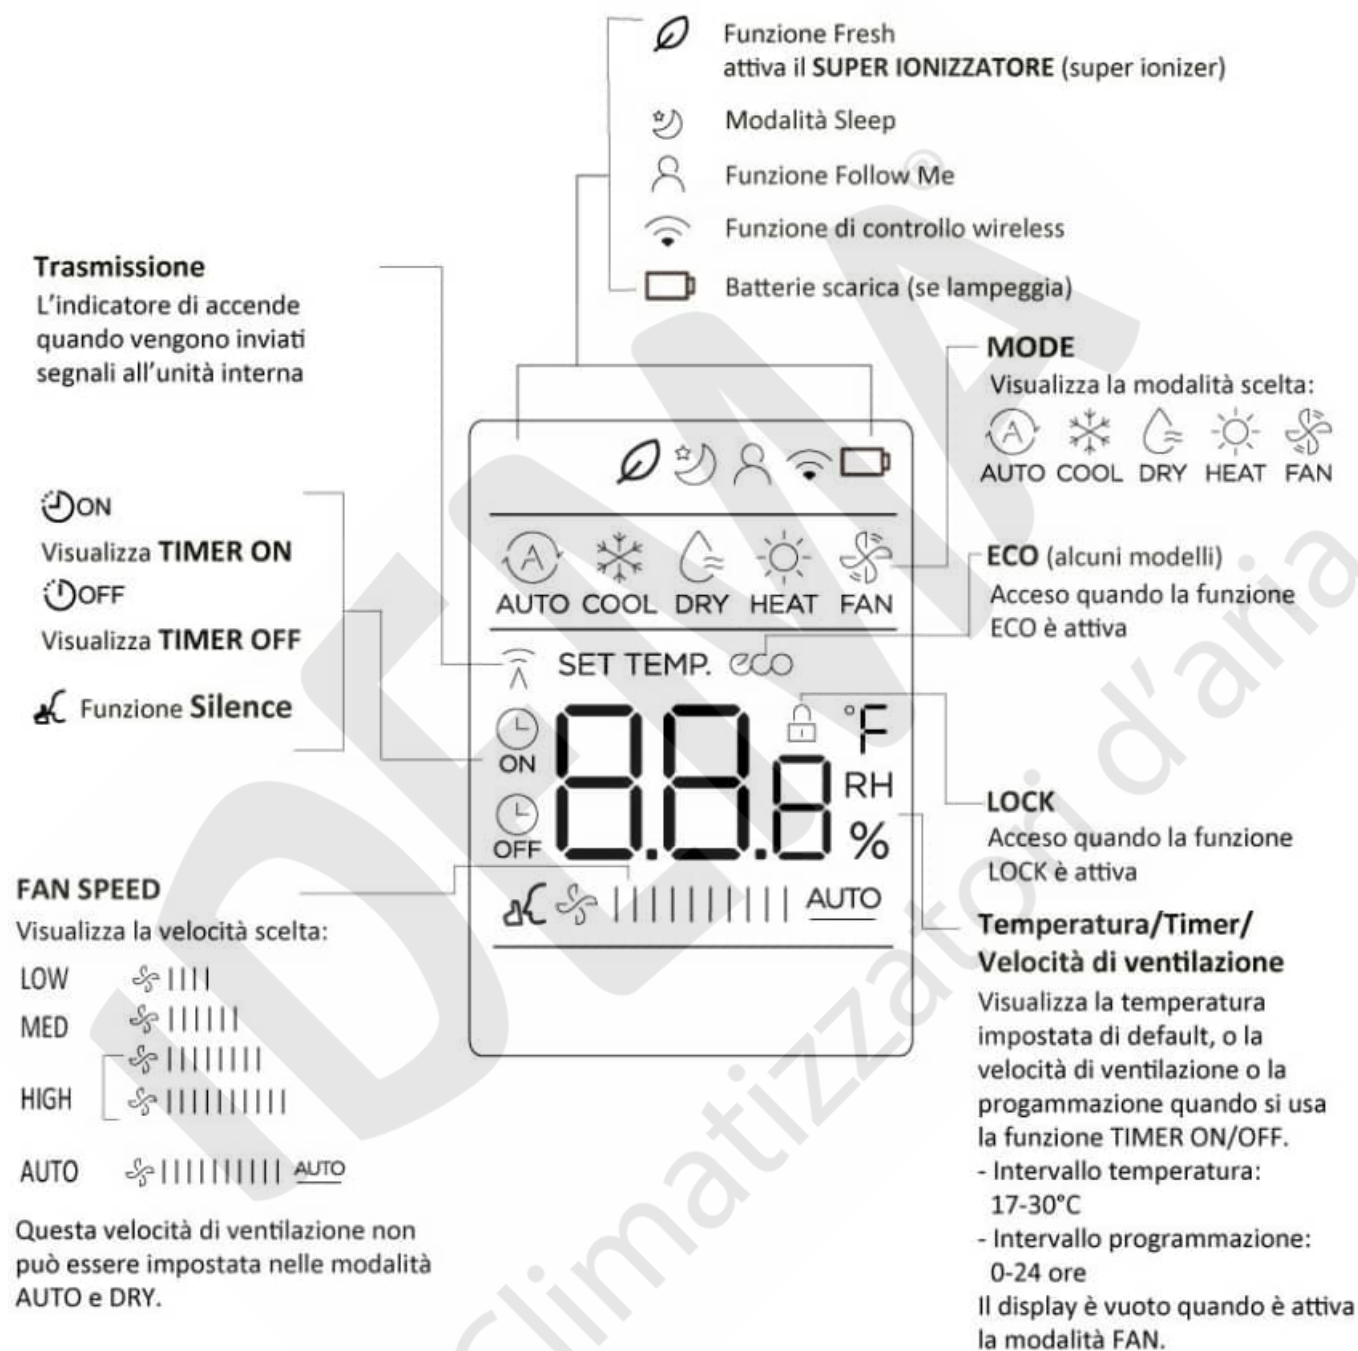 Funzione Fresh
attiva il SUPER IONIZZATORE (super ionizer)
Modalità Sleep
Funzione Follow Me
Funzione di controllo wireless
Batterie scarica (se lampeggia)
Trasmissione
L'indicatore di accende
quando vengono inviati
segnali all'unità interna
ON
Visualizza TIMER ON
OFF
Visualizza TIMER OFF
Funzione Silence
FAN SPEED
Visualizza la velocità scelta:
LOW
MED
HIGH
AUTO AUTO
Questa velocità di ventilazione non
può essere impostata nelle modalità
AUTO e DRY.
A
AUTO COOL DRY HEAT FAN
SET TEMP. eco
ON
OFF
88.8
°F
RH
%
AUTO
MODE
Visualizza la modalità scelta:
A
AUTO COOL DRY HEAT FAN
ECO (alcuni modelli)
Acceso quando la funzione
ECO è attiva
LOCK
Acceso quando la funzione
LOCK è attiva
Temperatura/Timer/
Velocità di ventilazione
Visualizza la temperatura
impostata di default, o la
velocità di ventilazione o la
progammazione quando si usa
la funzione TIMER ON/OFF.
- Intervallo temperatura:
17-30°C
- Intervallo programmazione:
0-24 ore
Il display è vuoto quando è attiva
la modalità FAN.
IDEMA®
Climatizzatori d'aria